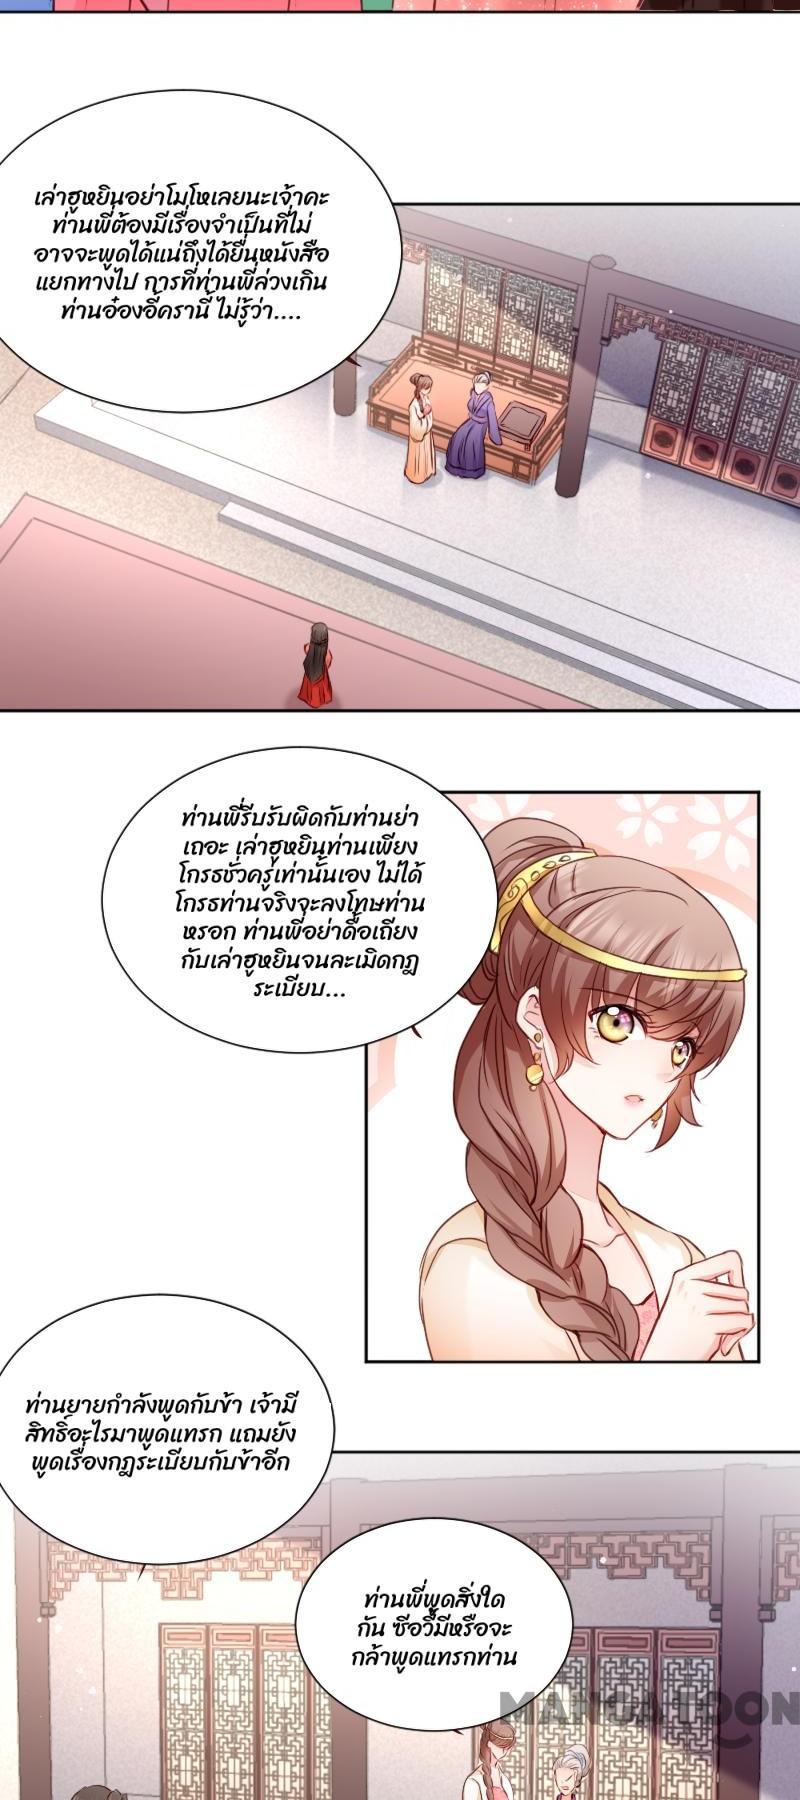 เล่าฮูหยินอย่าโมโหเลยนะเจ้าคะ
ท่านพี่ต้องมีเรื่องจำเป็นที่ไม่
อาจจะพูดได้แน่ถึงได้ยื่นหนังสือ
แยกทางไป การที่ท่านพี่ล่วงเกิน
ท่านอ๋องอี้ครานี้ ไม่รู้ว่า....
ท่านพี่รีบรับผิดกับท่านย่า
เถอะ เล่าฮูหยินท่านเพียง
โกรธชั่วครู่เท่านั้นเอง ไม่ได้
โกรธท่านจริงจะลงโทษท่าน
หรอก ท่านพี่อย่าดื้อเถียง
กับเล่าฮูหยินจนละเมิดกฎ
ระเบียบ...
ท่านยายกำลังพูดกับข้า เจ้ามี
สิทธิ์อะไรมาพูดแทรก แถมยัง
พูดเรื่องกฎระเบียบกับข้าอีก
ท่านพี่พูดสิ่งใด
กัน ซีอวี้มีหรือจะ
กล้าพูดแทรกท่าน
MANGATOON